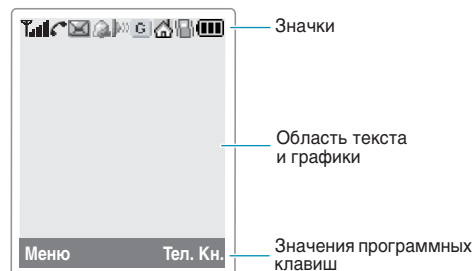 G
Значки
Область текста
и графики
Меню Тел. Кн.
Значения программных
клавиш